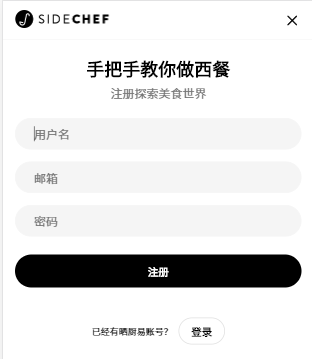 SIDECHEF
手把手教你做西餐
注册探索美食世界
用户名
邮箱
密码
注册
已经有晒厨易账号? 登录